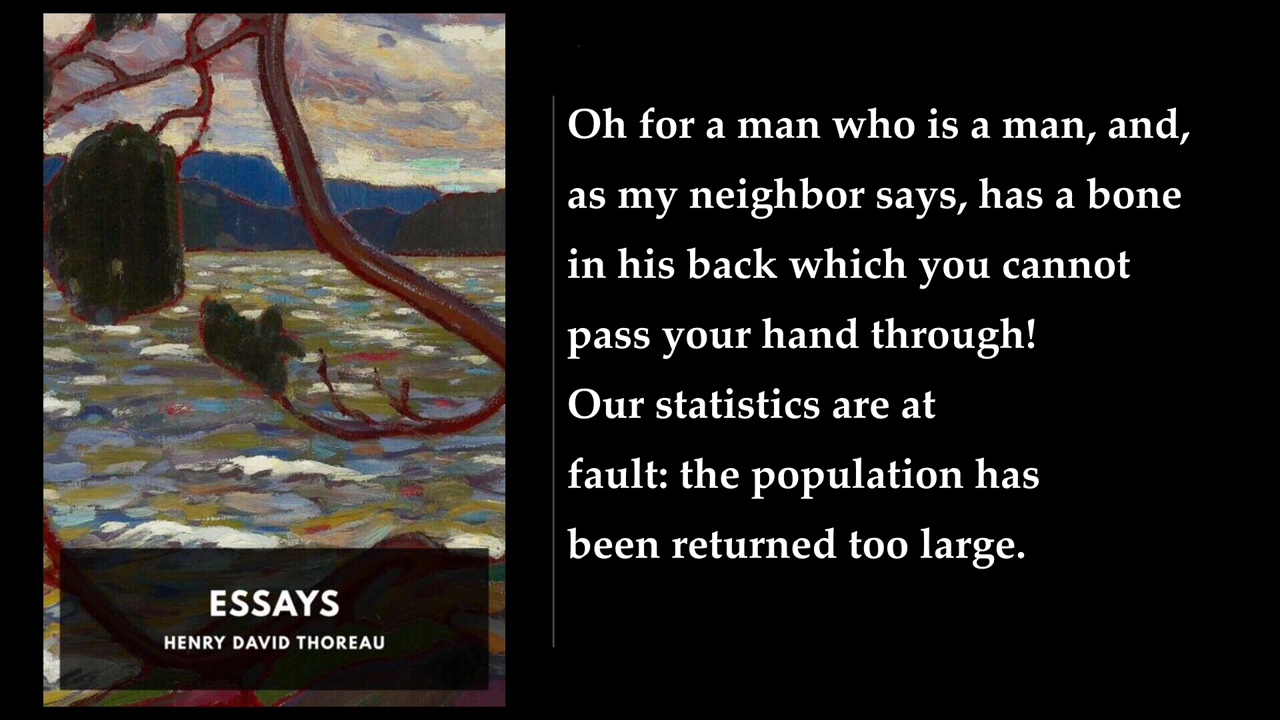 Oh for a man who is a man, and,
as my neighbor says, has a bone
in his back which you cannot
pass your hand through!
Our statistics are at
fault: the population has
been returned too large.
ESSAYS
HENRY DAVID THOREAU